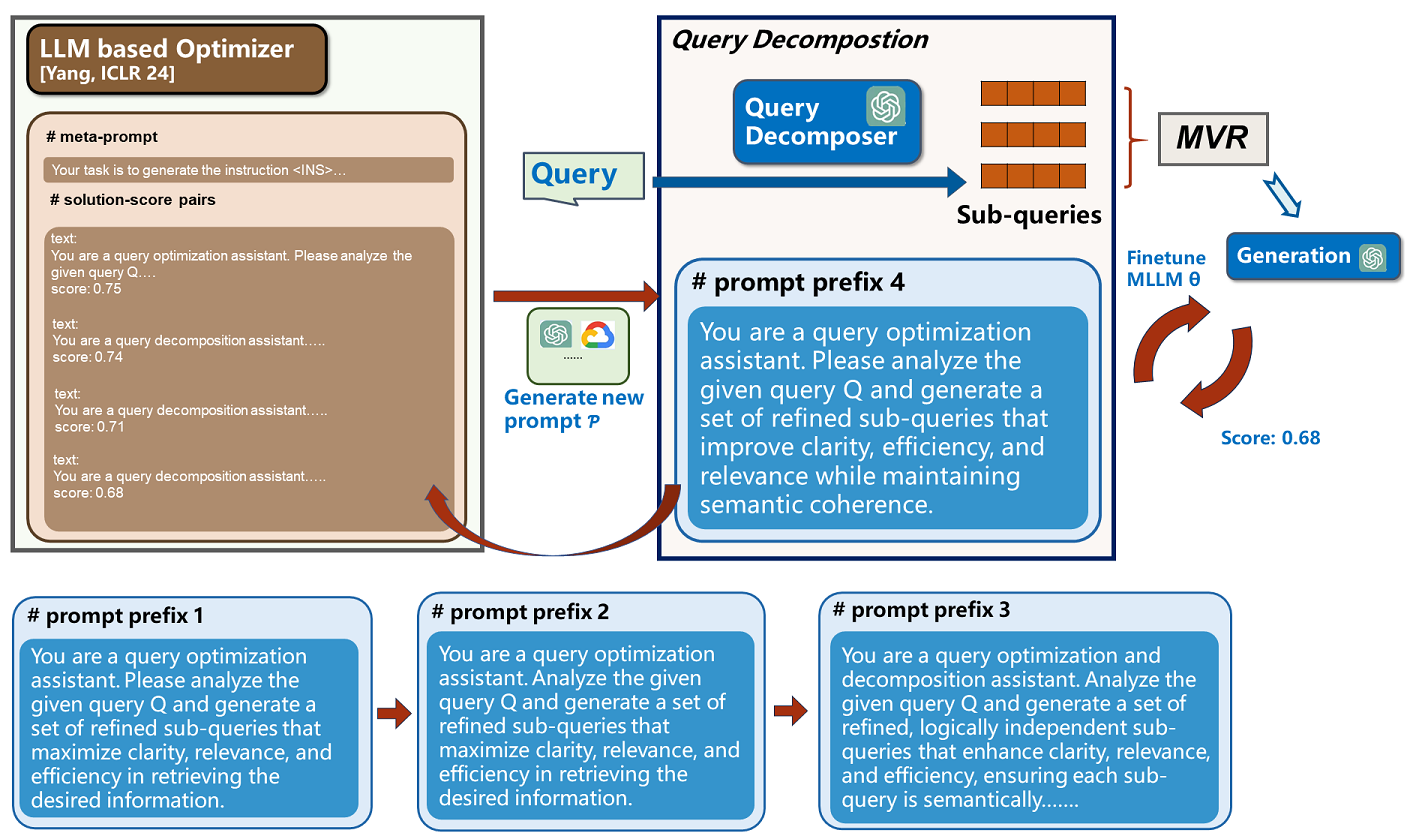 LLM based Optimizer
[Yang, ICLR 24]
# meta-prompt
Your task is to generate the instruction <INS>…
# solution-score pairs
text:
You are a query optimization assistant. Please analyze the
given query Q….
score: 0.75
text:
You are a query decomposition assistant…..
score: 0.74
text:
You are a query decomposition assistant…..
score: 0.71
text:
You are a query decomposition assistant…..
score: 0.68
Query
......
Generate new
prompt 𝒫
Query Decompostion
Query
Decomposer
Sub-queries
# prompt prefix 4
You are a query optimization
assistant. Please analyze the
given query Q and generate a
set of refined sub-queries that
improve clarity, efficiency, and
relevance while maintaining
semantic coherence.
MVR
Generation
Finetune
MLLM θ
Score: 0.68
# prompt prefix 1
You are a query optimization
assistant. Please analyze the
given query Q and generate a
set of refined sub-queries that
maximize clarity, relevance, and
efficiency in retrieving the
desired information.
# prompt prefix 2
You are a query optimization
assistant. Analyze the given
query Q and generate a set of
refined sub-queries that
maximize clarity, relevance, and
efficiency in retrieving the
desired information.
# prompt prefix 3
You are a query optimization and
decomposition assistant. Analyze the
given query Q and generate a set of
refined, logically independent sub-
queries that enhance clarity, relevance,
and efficiency, ensuring each sub-
query is semantically…....